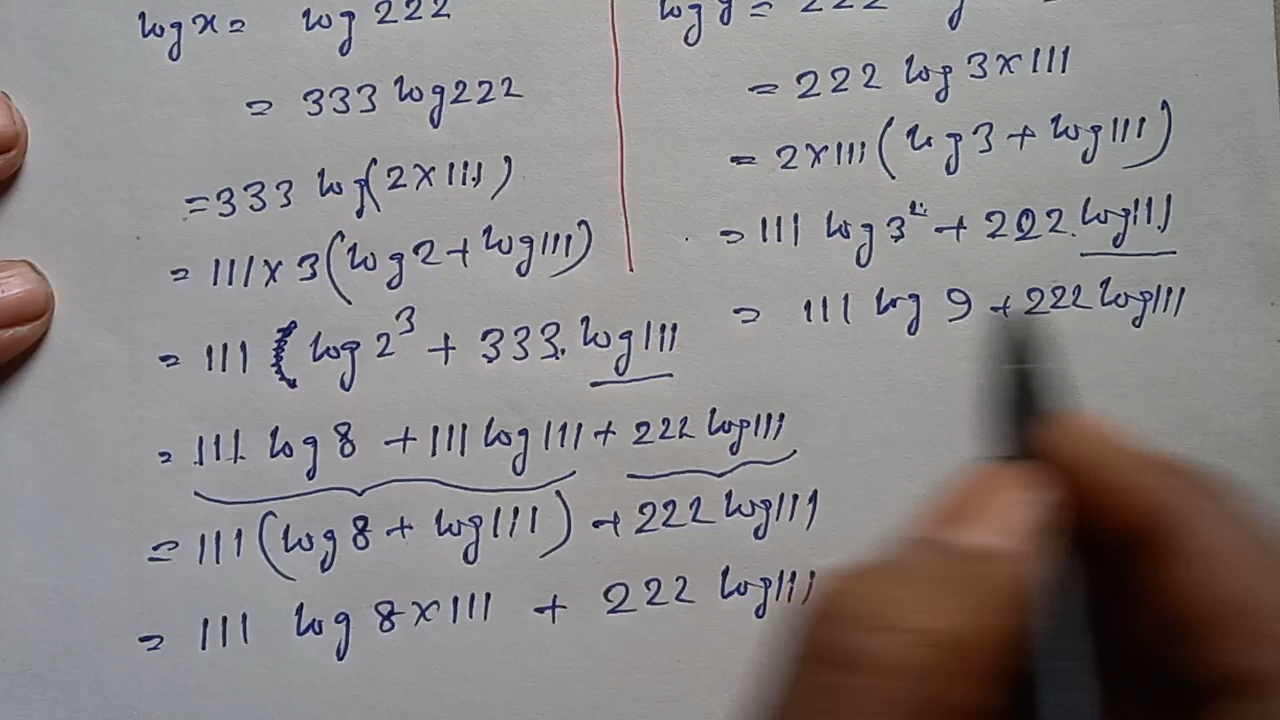 log x = log 222
= 333 log 222
= 333 log(2×111)
= 111×3(log 2 + log 111)
= 111 log 2³ + 333. log 111
= 111 log 8 + 111 log 111 + 222 log 111
= 111(log 8 + log 111) + 222 log 111
= 111 log 8×111 + 222 log 111
log y = 222
= 222 log 3×111
= 2×111(log 3 + log 111)
= 111 log 3² + 222. log 111
= 111 log 9 + 222 log 111